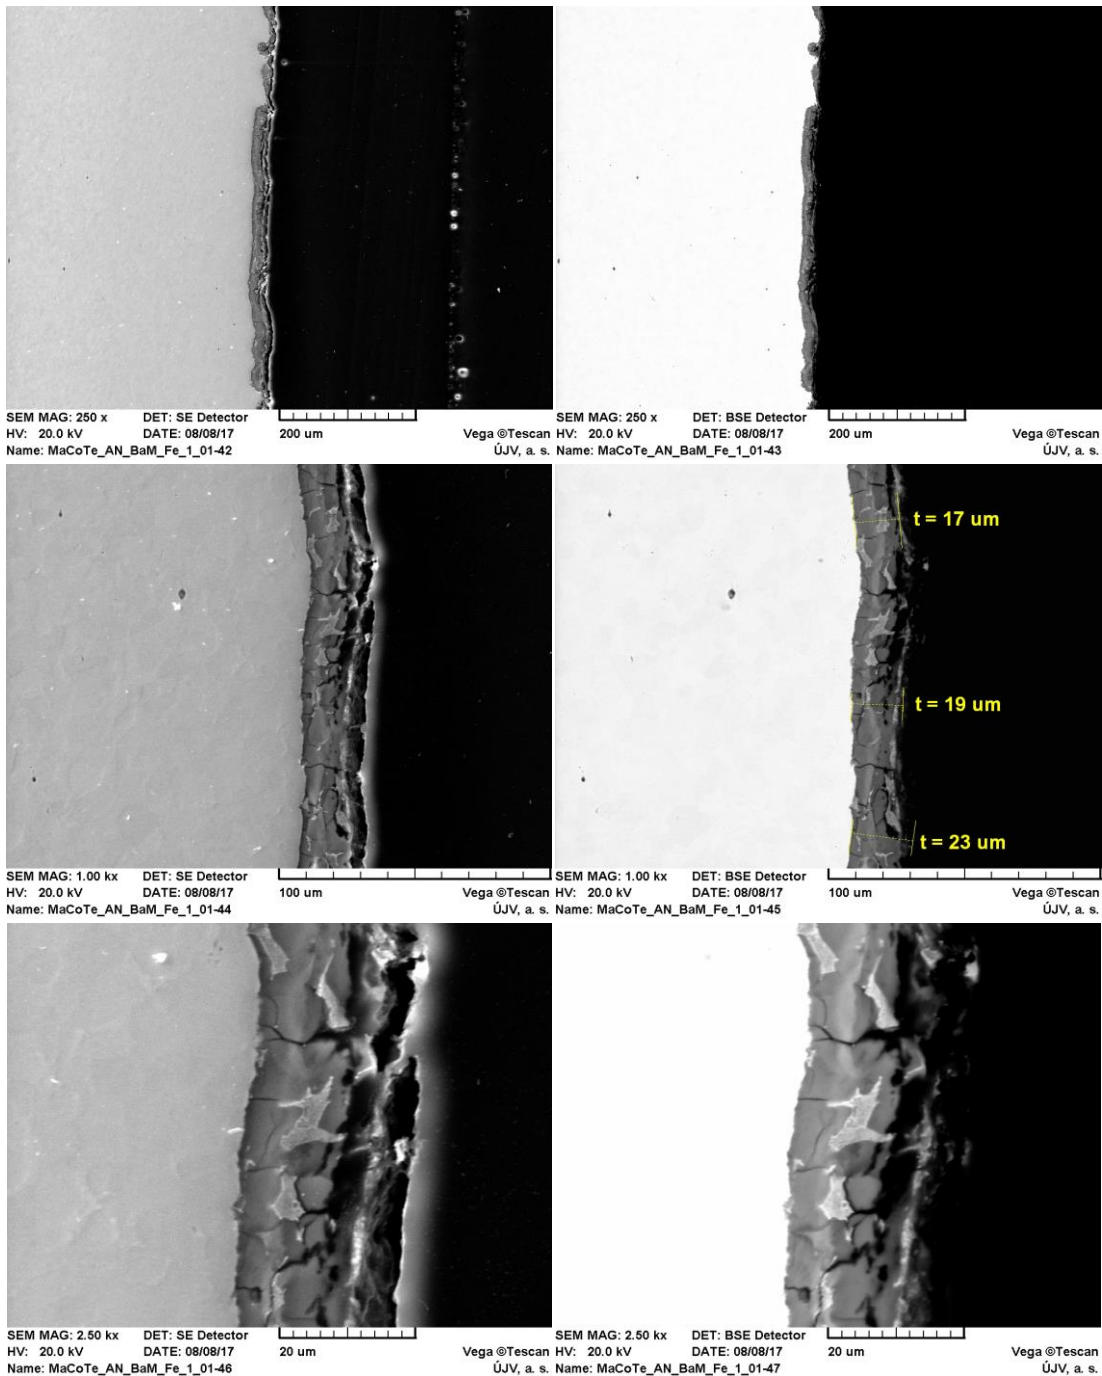 SEM MAG: 250 x DET: SE Detector
HV: 20.0 kV DATE: 08/08/17 200 um Vega ©Tescan
Name: MaCoTe_AN_BaM_Fe_1_01-42 ÚJV, a. s.
SEM MAG: 250 x DET: BSE Detector
HV: 20.0 kV DATE: 08/08/17 200 um Vega ©Tescan
Name: MaCoTe_AN_BaM_Fe_1_01-43 ÚJV, a. s.
SEM MAG: 1.00 kx DET: SE Detector
HV: 20.0 kV DATE: 08/08/17 100 um Vega ©Tescan
Name: MaCoTe_AN_BaM_Fe_1_01-44 ÚJV, a. s.
t = 17 um
t = 19 um
t = 23 um
SEM MAG: 1.00 kx DET: BSE Detector
HV: 20.0 kV DATE: 08/08/17 100 um Vega ©Tescan
Name: MaCoTe_AN_BaM_Fe_1_01-45 ÚJV, a. s.
SEM MAG: 2.50 kx DET: SE Detector
HV: 20.0 kV DATE: 08/08/17 20 um Vega ©Tescan
Name: MaCoTe_AN_BaM_Fe_1_01-46 ÚJV, a. s.
SEM MAG: 2.50 kx DET: BSE Detector
HV: 20.0 kV DATE: 08/08/17 20 um Vega ©Tescan
Name: MaCoTe_AN_BaM_Fe_1_01-47 ÚJV, a. s.